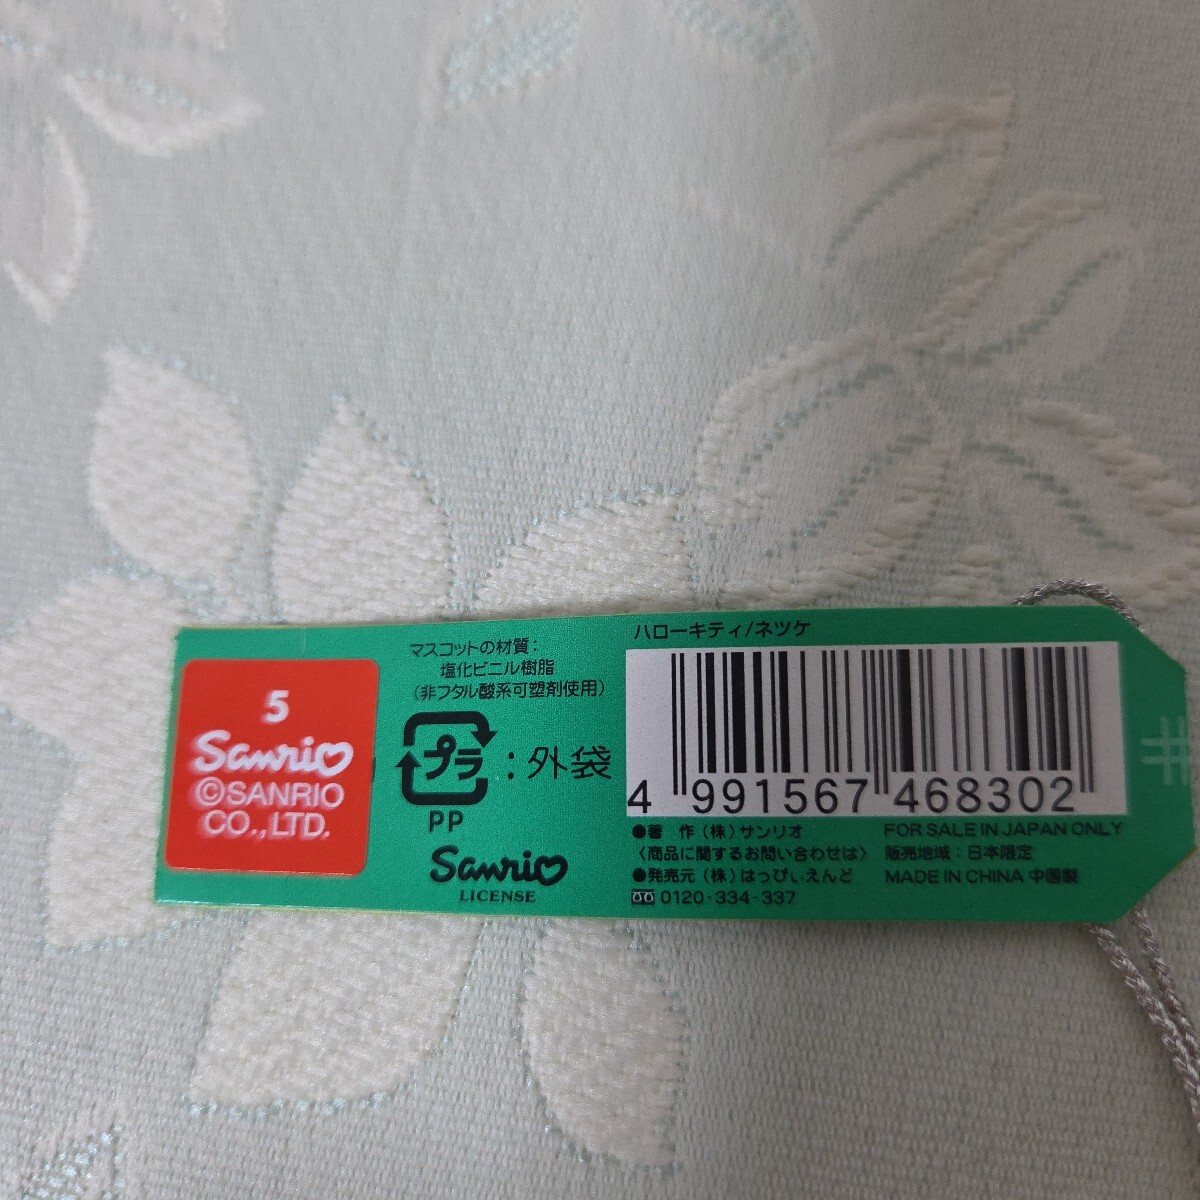 5
Sanrio
©SANRIO
CO.,LTD.
マスコットの材質:
塩化ビニル樹脂
(非フタル酸系可塑剤使用)
プラ
:外袋
PP
Sanrio
LICENSE
ハローキティ/ネツケ
4 991567 468302
●著 作(株)サンリオ
〈商品に関するお問い合わせは〉
●発売元(株)はっぴぃえんど
0120-334-337
FOR SALE IN JAPAN ONLY
販売地域:日本限定
MADE IN CHINA 中国製